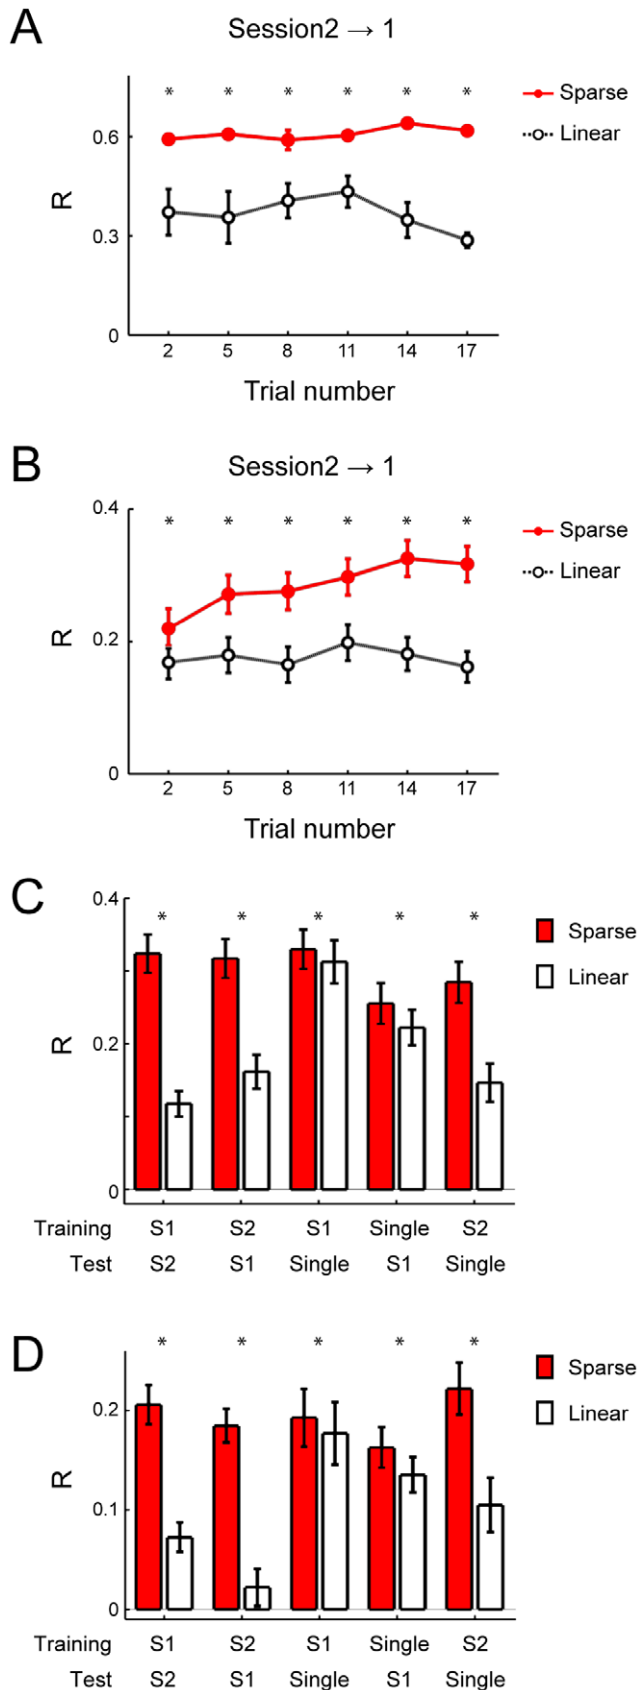 A
Session2 → 1
* * * * * *
Sparse
Linear
0.6
0.3
0
R
2 5 8 11 14 17
Trial number
B
Session2 → 1
* * * * * *
Sparse
Linear
0.4
0.2
0
R
2 5 8 11 14 17
Trial number
C
* * * * *
Sparse
Linear
0.4
0.2
0
R
Training S1 S2 S1 Single S2
Test S2 S1 Single S1 Single
D
* * * * *
Sparse
Linear
0.2
0.1
0
R
Training S1 S2 S1 Single S2
Test S2 S1 Single S1 Single